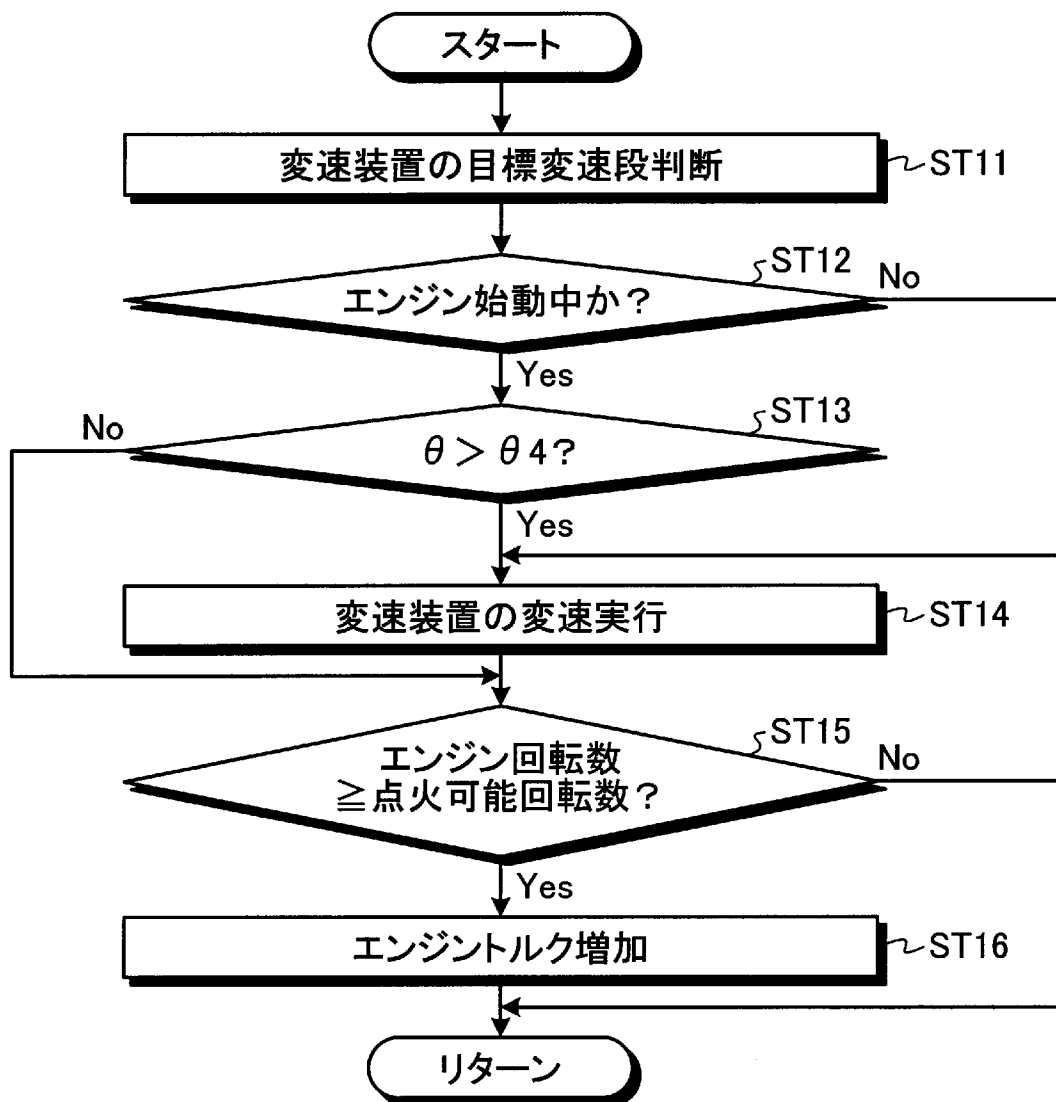 スタート
変速装置の目標変速段判断
ST11
エンジン始動中か？
ST12
No
Yes
θ＞θ4？
ST13
No
Yes
変速装置の変速実行
ST14
エンジン回転数
≧点火可能回転数？
ST15
No
Yes
エンジントルク増加
ST16
リターン